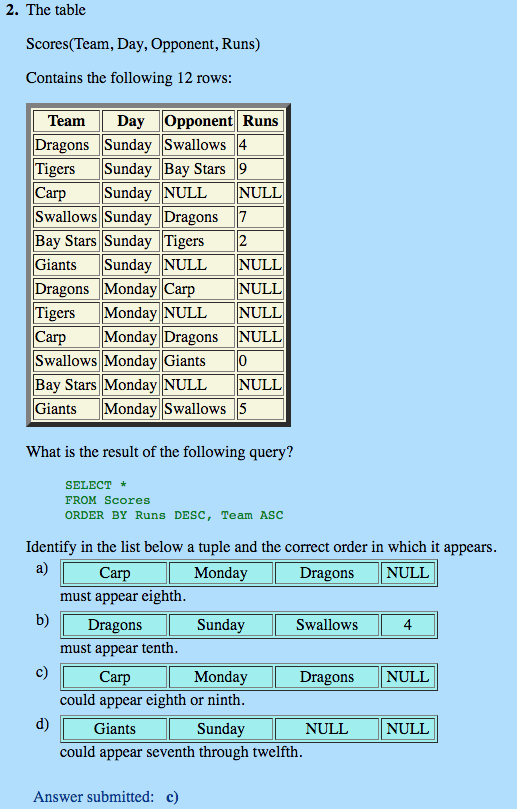 2. The table
Scores(Team, Day, Opponent, Runs)
Contains the following 12 rows:
Team Day Opponent Runs
Dragons Sunday Swallows 4
Tigers Sunday Bay Stars 9
Carp Sunday NULL NULL
Swallows Sunday Dragons 7
Bay Stars Sunday Tigers 2
Giants Sunday NULL NULL
Dragons Monday Carp NULL
Tigers Monday NULL NULL
Carp Monday Dragons NULL
Swallows Monday Giants 0
Bay Stars Monday NULL NULL
Giants Monday Swallows 5
What is the result of the following query?
SELECT *
FROM Scores
ORDER BY Runs DESC, Team ASC
Identify in the list below a tuple and the correct order in which it appears.
a) Carp Monday Dragons NULL
must appear eighth.
b) Dragons Sunday Swallows 4
must appear tenth.
c) Carp Monday Dragons NULL
could appear eighth or ninth.
d) Giants Sunday NULL NULL
could appear seventh through twelfth.
Answer submitted: c)